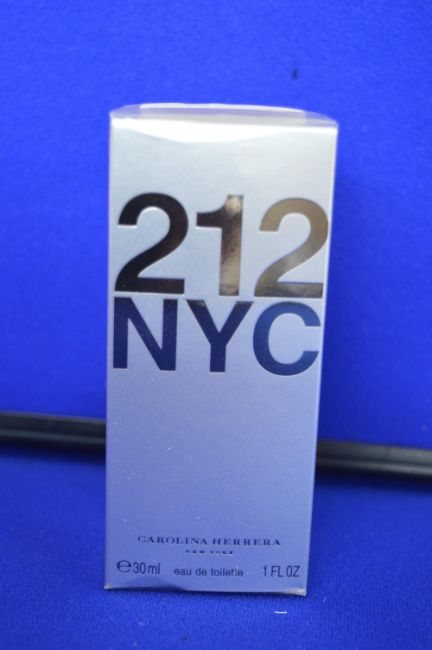 212
NYC
CAROLINA HERRERA
NEW YORK
℮30ml eau de toilette 1 FL OZ